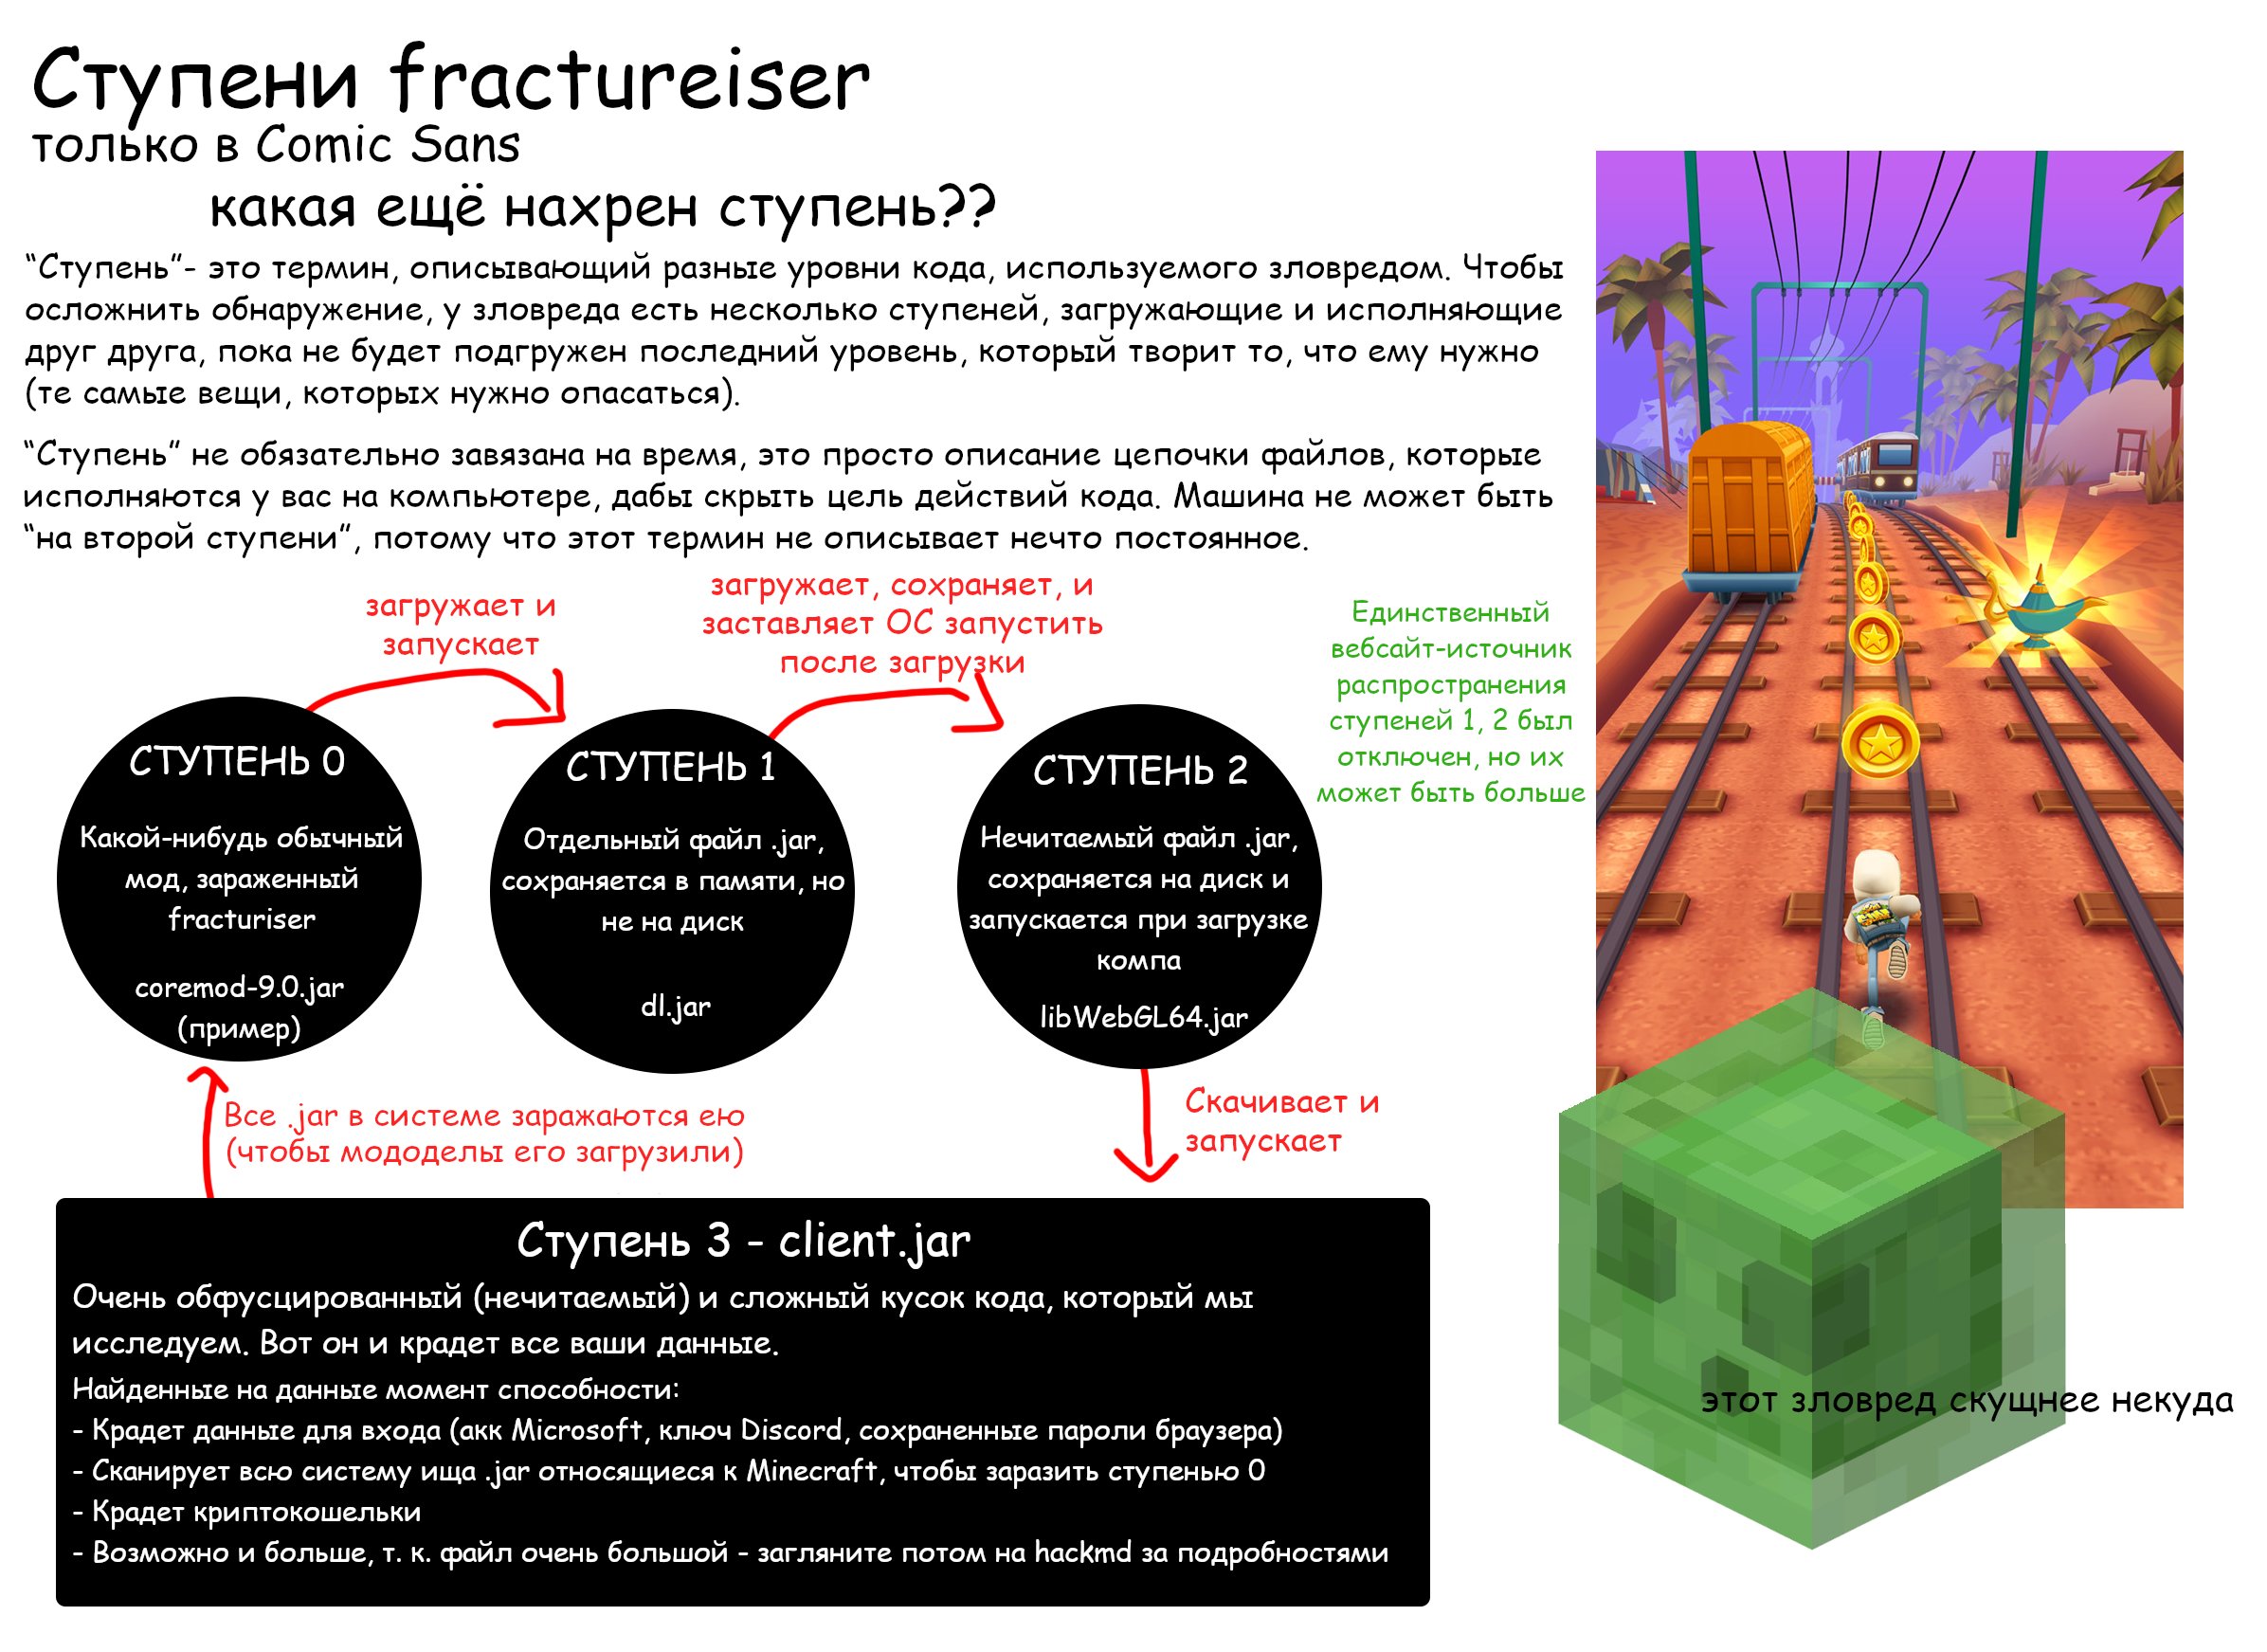 Ступени fractureiser
только в Comic Sans
какая ещё нахрен ступень??
“Ступень”- это термин, описывающий разные уровни кода, используемого зловредом. Чтобы
осложнить обнаружение, у зловреда есть несколько ступеней, загружающие и исполняющие
друг друга, пока не будет подгружен последний уровень, который творит то, что ему нужно
(те самые вещи, которых нужно опасаться).
“Ступень” не обязательно завязана на время, это просто описание цепочки файлов, которые
исполняются у вас на компьютере, дабы скрыть цель действий кода. Машина не может быть
“на второй ступени”, потому что этот термин не описывает нечто постоянное.
загружает и
запускает
загружает, сохраняет, и
заставляет ОС запустить
после загрузки
Единственный
вебсайт-источник
распространения
ступеней 1, 2 был
отключен, но их
может быть больше
СТУПЕНЬ 0
Какой-нибудь обычный
мод, зараженный
fracturiser
coremod-9.0.jar
(пример)
СТУПЕНЬ 1
Отдельный файл .jar,
сохраняется в памяти, но
не на диск
dl.jar
СТУПЕНЬ 2
Нечитаемый файл .jar,
сохраняется на диск и
запускается при загрузке
компа
libWebGL64.jar
Все .jar в системе заражаются ею
(чтобы мододелы его загрузили)
Скачивает и
запускает
Ступень 3 - client.jar
Очень обфусцированный (нечитаемый) и сложный кусок кода, который мы
исследуем. Вот он и крадет все ваши данные.
Найденные на данные момент способности:
- Крадет данные для входа (акк Microsoft, ключ Discord, сохраненные пароли браузера)
- Сканирует всю систему ища .jar относящиеся к Minecraft, чтобы заразить ступенью 0
- Крадет криптокошельки
- Возможно и больше, т. к. файл очень большой - загляните потом на hackmd за подробностями
этот зловред скущнее некуда